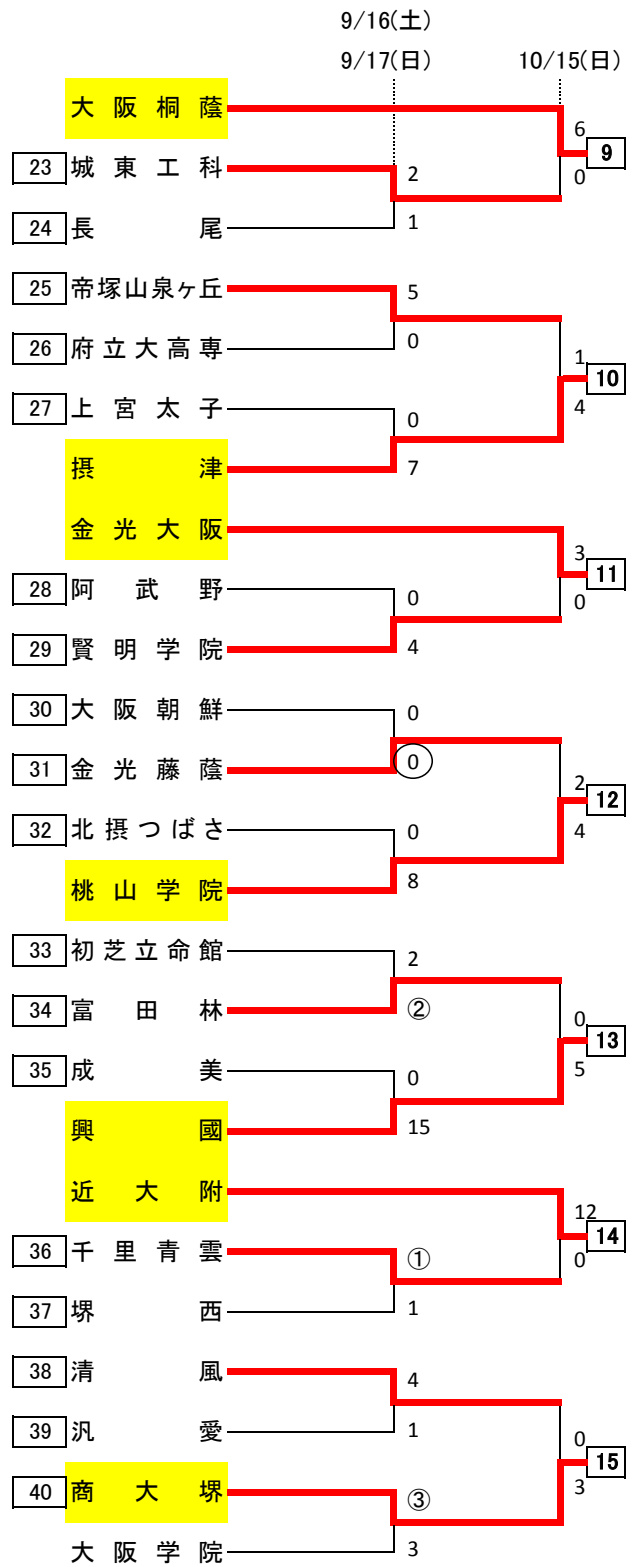 9/16(土)
9/17(日) 10/15(日)
大阪桐蔭
6
9
23 城東工科
2
0
24 長尾
1
25 帝塚山泉ヶ丘
5
26 府立大高専
0
1
10
27 上宮太子
0
4
摂津
7
金光大阪
3
11
28 阿武野
0
0
29 賢明学院
4
30 大阪朝鮮
0
31 金光藤蔭
0
2
12
32 北摂つばさ
0
4
桃山学院
8
33 初芝立命館
2
34 富田林
②
0
13
35 成美
0
5
興國
15
近大附
12
14
36 千里青雲
①
0
37 堺西
1
38 清風
4
39 汎愛
1
0
15
40 商大堺
③
3
大阪学院
3